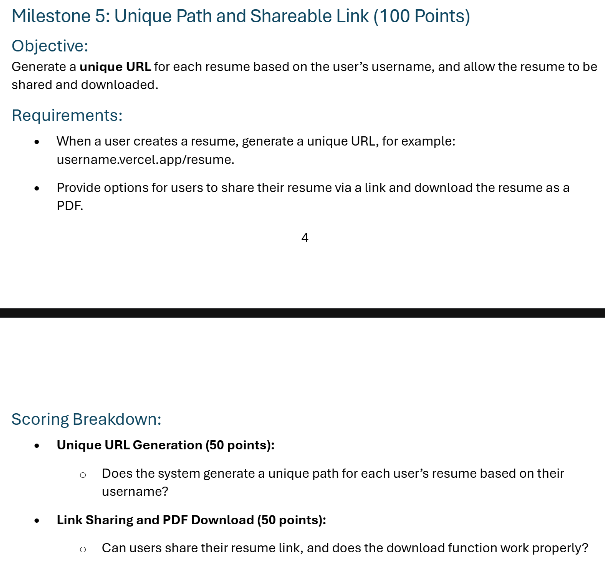 Milestone 5: Unique Path and Shareable Link (100 Points)
Objective:
Generate a unique URL for each resume based on the user’s username, and allow the resume to be
shared and downloaded.
Requirements:
• When a user creates a resume, generate a unique URL, for example:
username.vercel.app/resume.
• Provide options for users to share their resume via a link and download the resume as a
PDF.
4
Scoring Breakdown:
• Unique URL Generation (50 points):
○ Does the system generate a unique path for each user’s resume based on their
username?
• Link Sharing and PDF Download (50 points):
○ Can users share their resume link, and does the download function work properly?